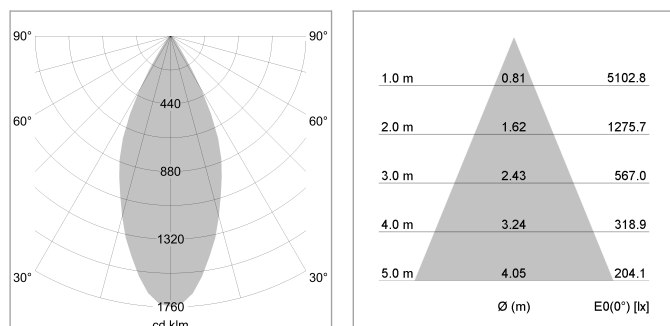 90° 90°
440
60° 60°
880
1320
30° 30°
1760
cd klm
1.0 m 0.81 5102.8
2.0 m 1.62 1275.7
3.0 m 2.43 567.0
4.0 m 3.24 318.9
5.0 m 4.05 204.1
Ø (m) E0(0°) [lx]